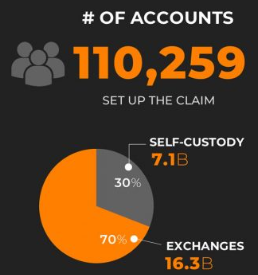 # OF ACCOUNTS
110,259
SET UP THE CLAIM
SELF-CUSTODY
7.1B
30%
70%
EXCHANGES
16.3B